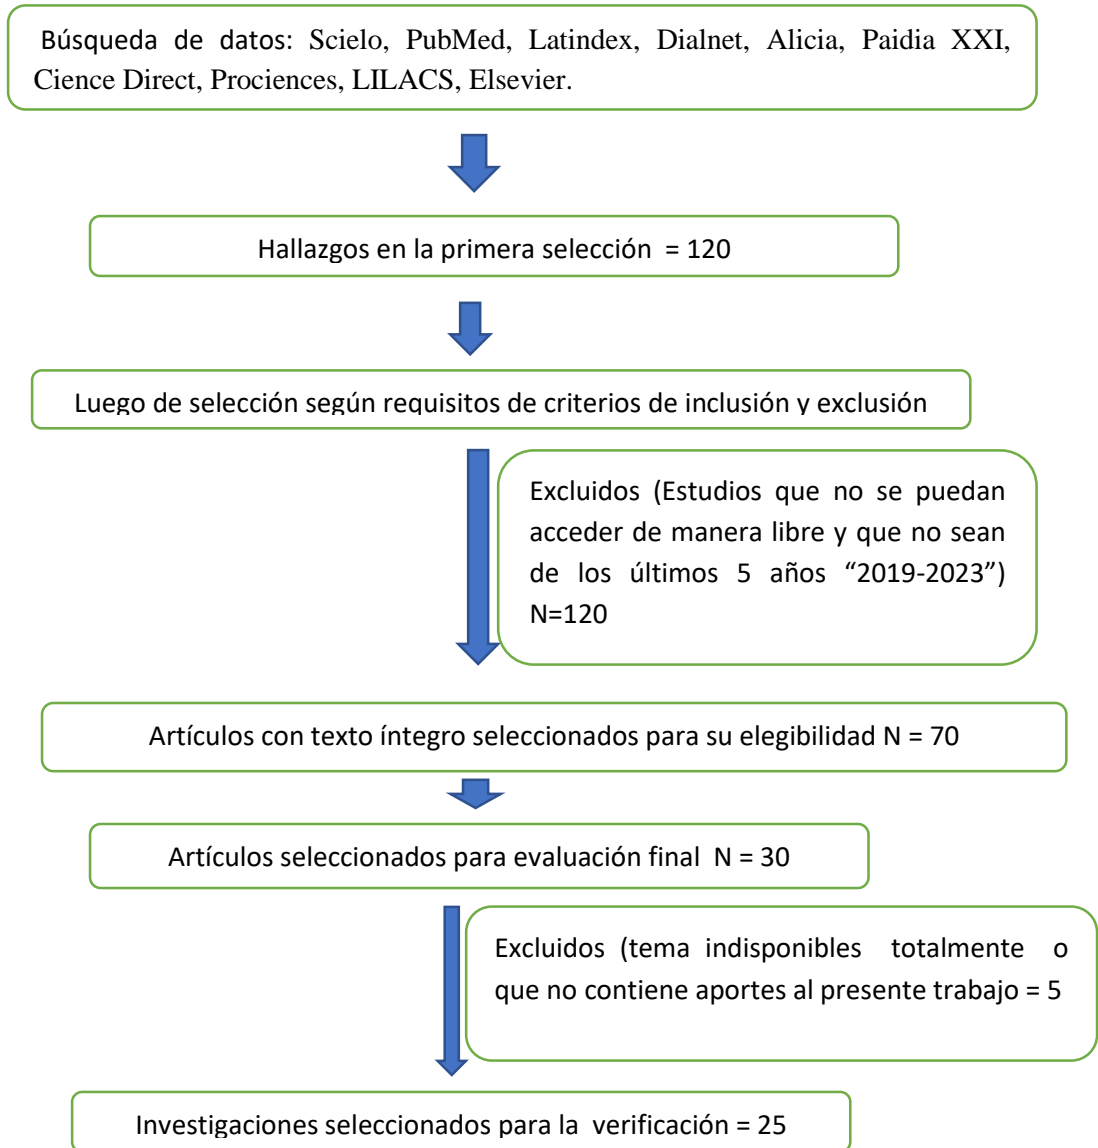 Búsqueda de datos: Scielo, PubMed, Latindex, Dialnet, Alicia, Paidia XXI,
Cience Direct, Prociences, LILACS, Elsevier.
Hallazgos en la primera selección = 120
Luego de selección según requisitos de criterios de inclusión y exclusión
Excluidos (Estudios que no se puedan
acceder de manera libre y que no sean
de los últimos 5 años “2019-2023”)
N=120
Artículos con texto íntegro seleccionados para su elegibilidad N = 70
Artículos seleccionados para evaluación final N = 30
Excluidos (tema indisponibles totalmente o
que no contiene aportes al presente trabajo = 5
Investigaciones seleccionados para la verificación = 25